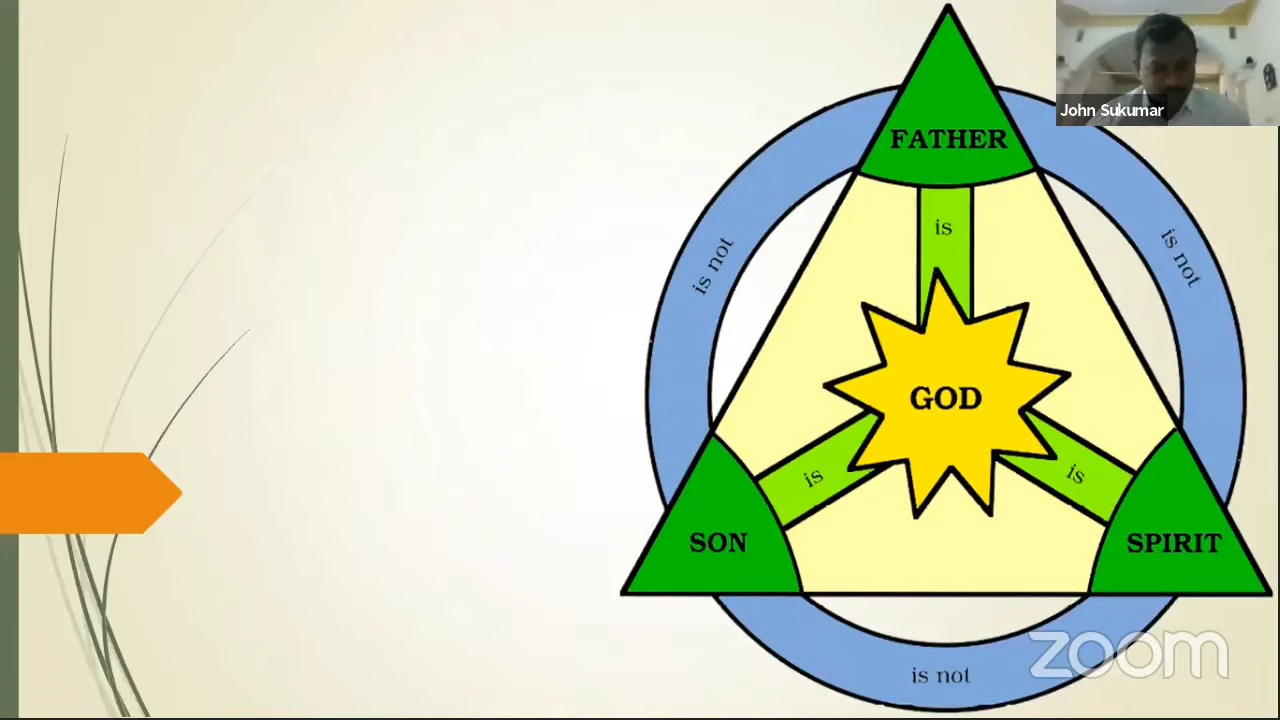 John Sukumar
FATHER
is
is not
is not
GOD
is
is
SON
SPIRIT
is not
zoom